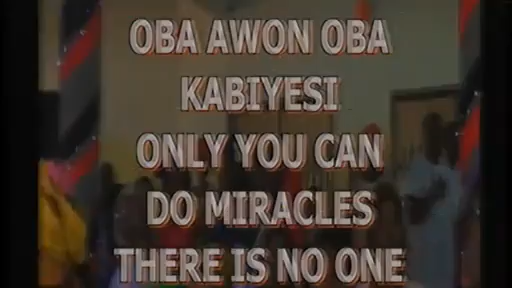 OBA AWON OBA
KABIYESI
ONLY YOU CAN
DO MIRACLES
THERE IS NO ONE